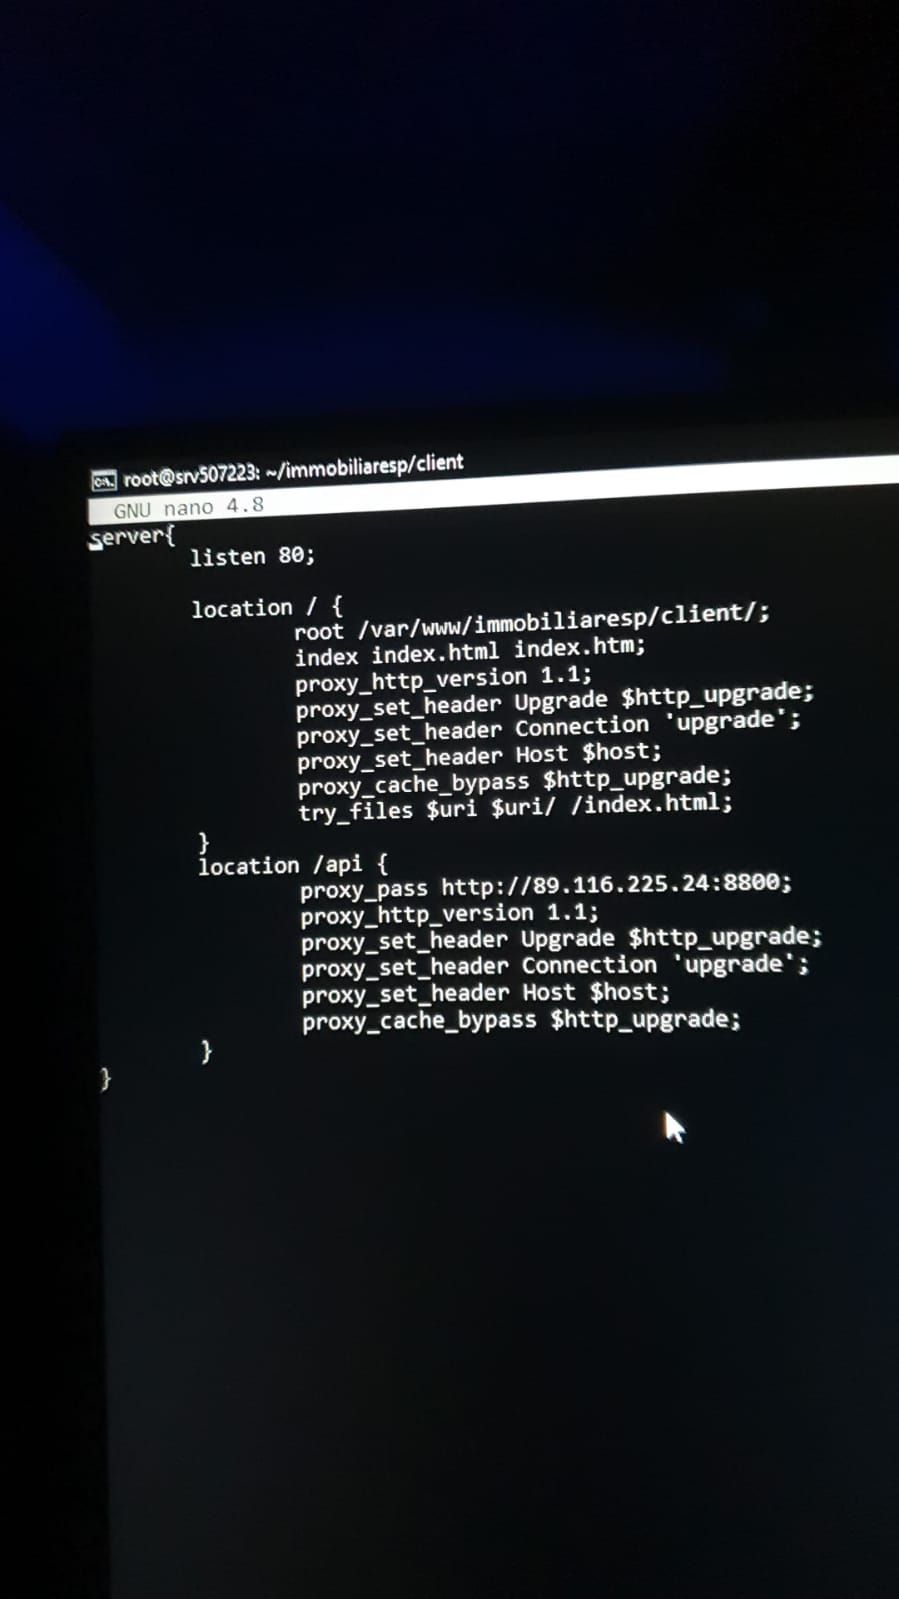 root@srv507223: ~/immobiliaresp/client
GNU nano 4.8
server{
listen 80;
location / {
root /var/www/immobiliaresp/client/;
index index.html index.htm;
proxy_http_version 1.1;
proxy_set_header Upgrade $http_upgrade;
proxy_set_header Connection 'upgrade';
proxy_set_header Host $host;
proxy_cache_bypass $http_upgrade;
try_files $uri $uri/ /index.html;
}
location /api {
proxy_pass http://89.116.225.24:8800;
proxy_http_version 1.1;
proxy_set_header Upgrade $http_upgrade;
proxy_set_header Connection 'upgrade';
proxy_set_header Host $host;
proxy_cache_bypass $http_upgrade;
}
}